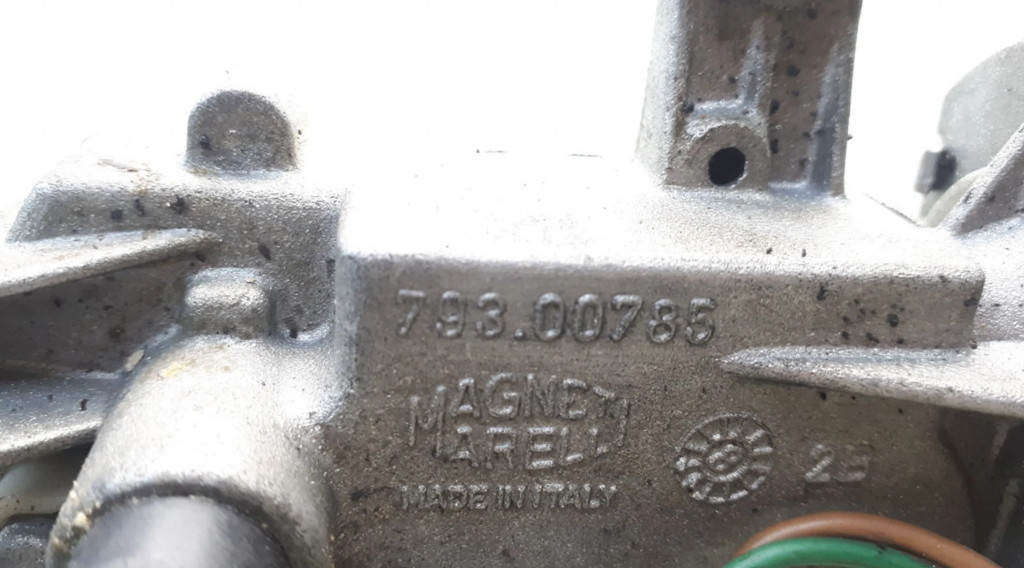 793.00785
MAGNETI
MARELLI
MADE IN ITALY